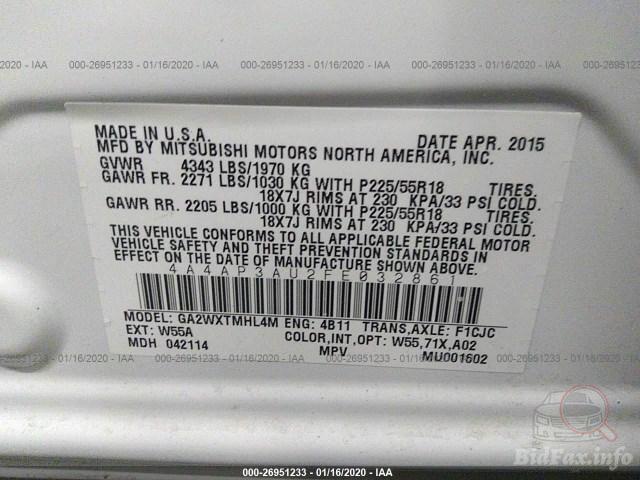 000-26951233 - 01/16/2020 - IAA
MADE IN U.S.A. DATE APR. 2015
MFD BY MITSUBISHI MOTORS NORTH AMERICA, INC.
GVWR 4343 LBS/1970 KG
GAWR FR. 2271 LBS/1030 KG WITH P225/55R18 TIRES.
18X7J RIMS AT 230 KPA/33 PSI COLD.
GAWR RR. 2205 LBS/1000 KG WITH P225/55R18 TIRES.
18X7J RIMS AT 230 KPA/33 PSI COLD.
THIS VEHICLE CONFORMS TO ALL APPLICABLE FEDERAL MOTOR
VEHICLE SAFETY AND THEFT PREVENTION STANDARDS IN
EFFECT ON THE DATE OF MANUFACTURE SHOWN ABOVE.
4A4AP3AU2FE032861
MODEL: GA2WXTMHL4M ENG: 4B11 TRANS,AXLE: F1CJC
EXT: W55A COLOR,INT,OPT: W55,71X,A02
MDH 042114 MPV MU001602
BidFax.info
000-26951233 - 01/16/2020 - IAA